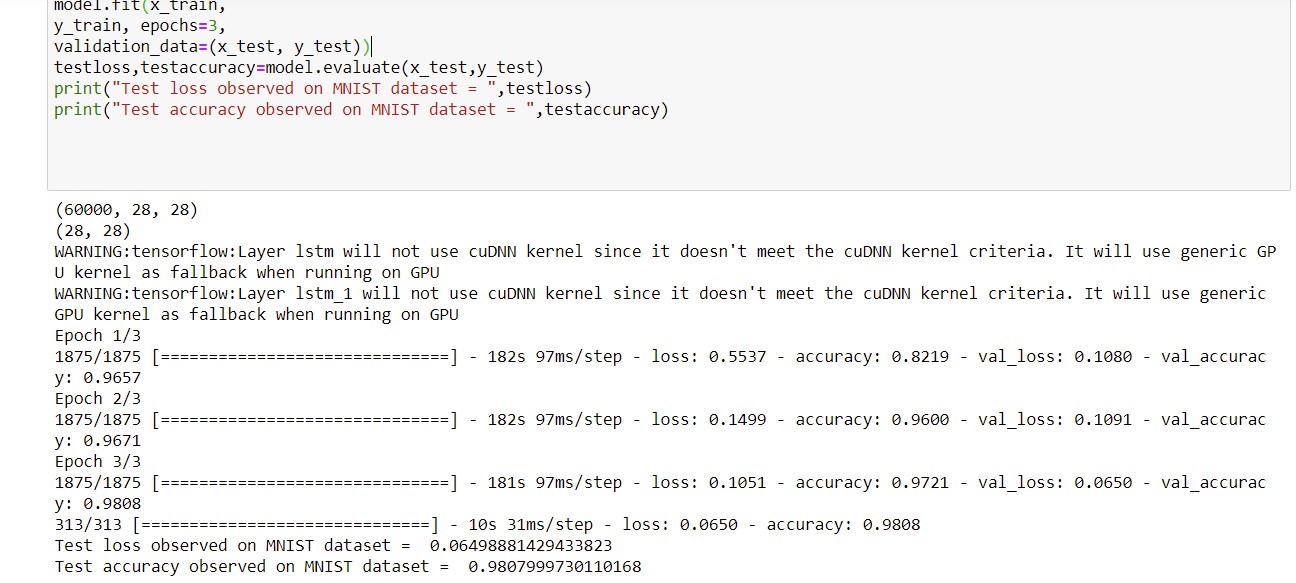 model.fit(x_train,
y_train, epochs=3,
validation_data=(x_test, y_test))
testloss,testaccuracy=model.evaluate(x_test,y_test)
print("Test loss observed on MNIST dataset = ",testloss)
print("Test accuracy observed on MNIST dataset = ",testaccuracy)
(60000, 28, 28)
(28, 28)
WARNING:tensorflow:Layer lstm will not use cuDNN kernel since it doesn't meet the cuDNN kernel criteria. It will use generic GP
U kernel as fallback when running on GPU
WARNING:tensorflow:Layer lstm_1 will not use cuDNN kernel since it doesn't meet the cuDNN kernel criteria. It will use generic
GPU kernel as fallback when running on GPU
Epoch 1/3
1875/1875 [==============================] - 182s 97ms/step - loss: 0.5537 - accuracy: 0.8219 - val_loss: 0.1080 - val_accurac
y: 0.9657
Epoch 2/3
1875/1875 [==============================] - 182s 97ms/step - loss: 0.1499 - accuracy: 0.9600 - val_loss: 0.1091 - val_accurac
y: 0.9671
Epoch 3/3
1875/1875 [==============================] - 181s 97ms/step - loss: 0.1051 - accuracy: 0.9721 - val_loss: 0.0650 - val_accurac
y: 0.9808
313/313 [==============================] - 10s 31ms/step - loss: 0.0650 - accuracy: 0.9808
Test loss observed on MNIST dataset =  0.06498881429433823
Test accuracy observed on MNIST dataset =  0.9807999730110168